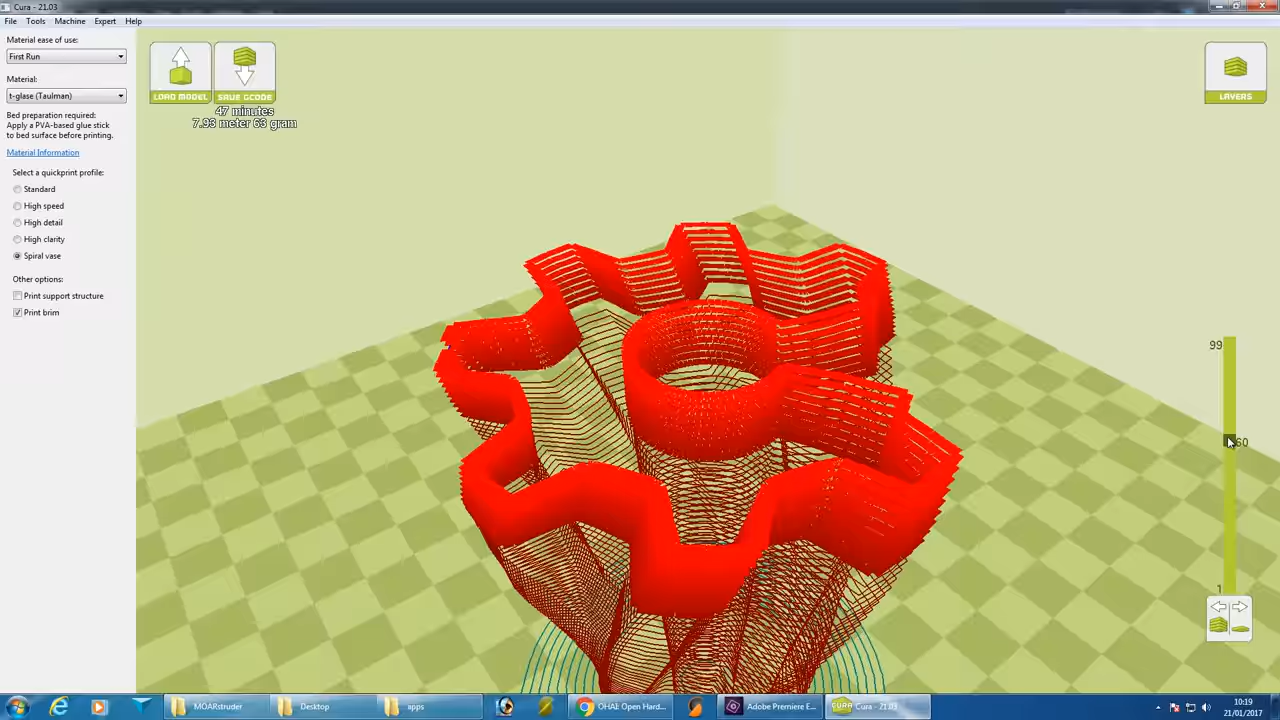 Cura - 21.03
File Tools Machine Expert Help
Material ease of use:
First Run
Material:
t-glase (Taulman)
Bed preparation required:
Apply a PVA-based glue stick
to bed surface before printing.
Material Information
Select a quickprint profile:
Standard
High speed
High detail
High clarity
Spiral vase
Other options:
Print support structure
Print brim
LOAD MODEL
SAVE GCODE
47 minutes
7.93 meter 63 gram
LAYERS
99
60
1
MOARstruder
Desktop
apps
OHAI: Open Hard...
Adobe Premiere E...
Cura - 21.03
10:19
21/01/2017